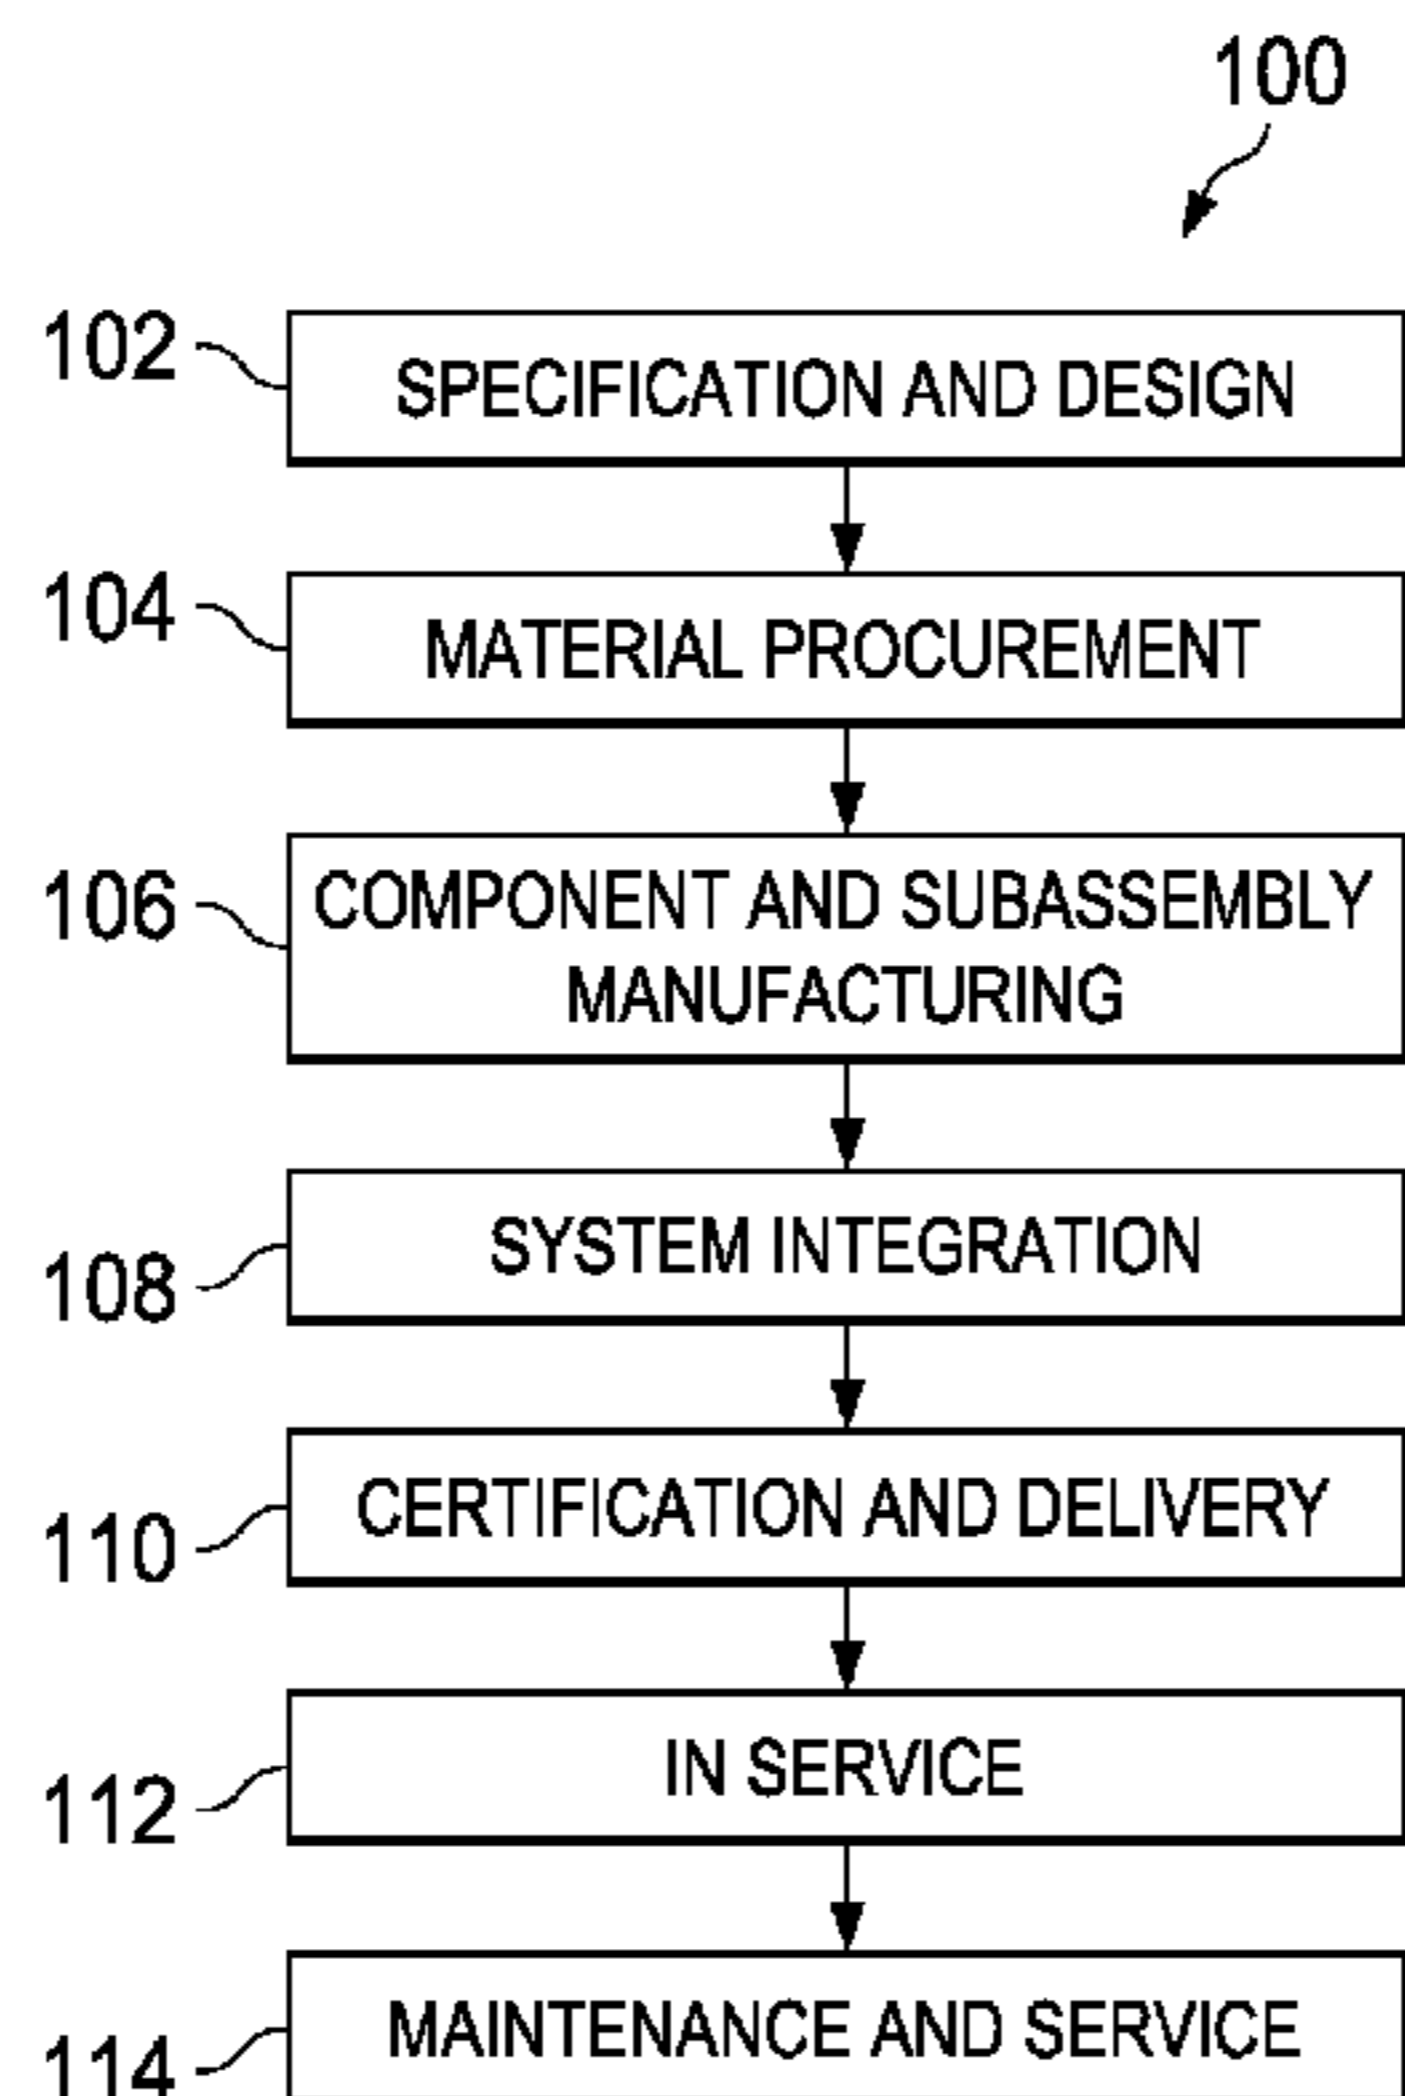 100
102
SPECIFICATION AND DESIGN
104
MATERIAL PROCUREMENT
106
COMPONENT AND SUBASSEMBLY
MANUFACTURING
108
SYSTEM INTEGRATION
110
CERTIFICATION AND DELIVERY
112
IN SERVICE
114
MAINTENANCE AND SERVICE